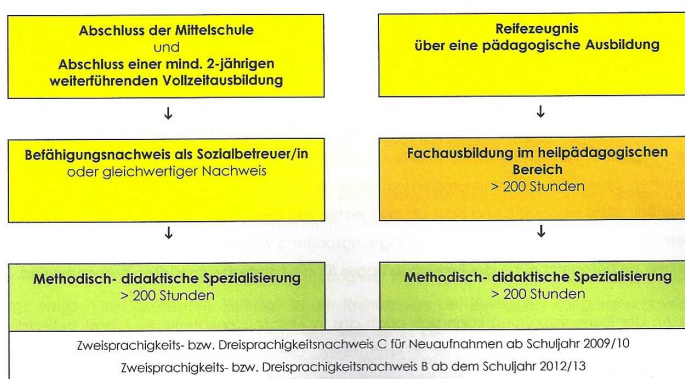 Abschluss der Mittelschule
und
Abschluss einer mind. 2-jährigen
weiterführenden Vollzeitausbildung
↓
Befähigungsnachweis als Sozialbetreuer/in
oder gleichwertiger Nachweis
↓
Methodisch- didaktische Spezialisierung
> 200 Stunden
Reifezeugnis
über eine pädagogische Ausbildung
↓
Fachausbildung im heilpädagogischen
Bereich
> 200 Stunden
↓
Methodisch- didaktische Spezialisierung
> 200 Stunden
Zweisprachigkeits- bzw. Dreisprachigkeitsnachweis C für Neuaufnahmen ab Schuljahr 2009/10
Zweisprachigkeits- bzw. Dreisprachigkeitsnachweis B ab dem Schuljahr 2012/13